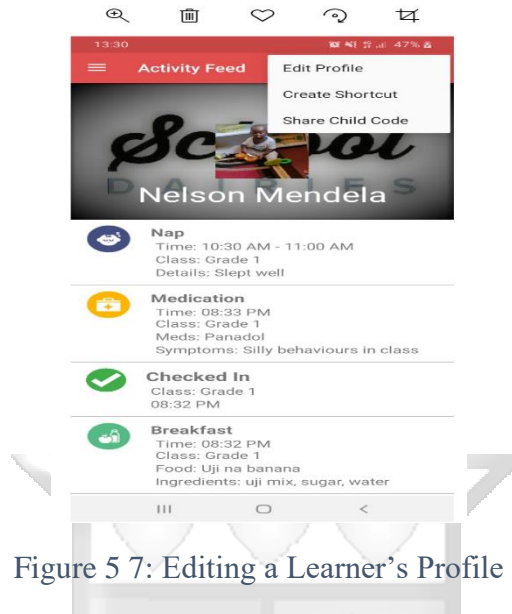 13:30
47%
Activity Feed
Edit Profile
Create Shortcut
Share Child Code
School
DAIRIES
Nelson Mendela
Nap
Time: 10:30 AM - 11:00 AM
Class: Grade 1
Details: Slept well
Medication
Time: 08:33 PM
Class: Grade 1
Meds: Panadol
Symptoms: Silly behaviours in class
Checked In
Class: Grade 1
08:32 PM
Breakfast
Time: 08:32 PM
Class: Grade 1
Food: Uji na banana
Ingredients: uji mix, sugar, water
Figure 5 7: Editing a Learner's Profile